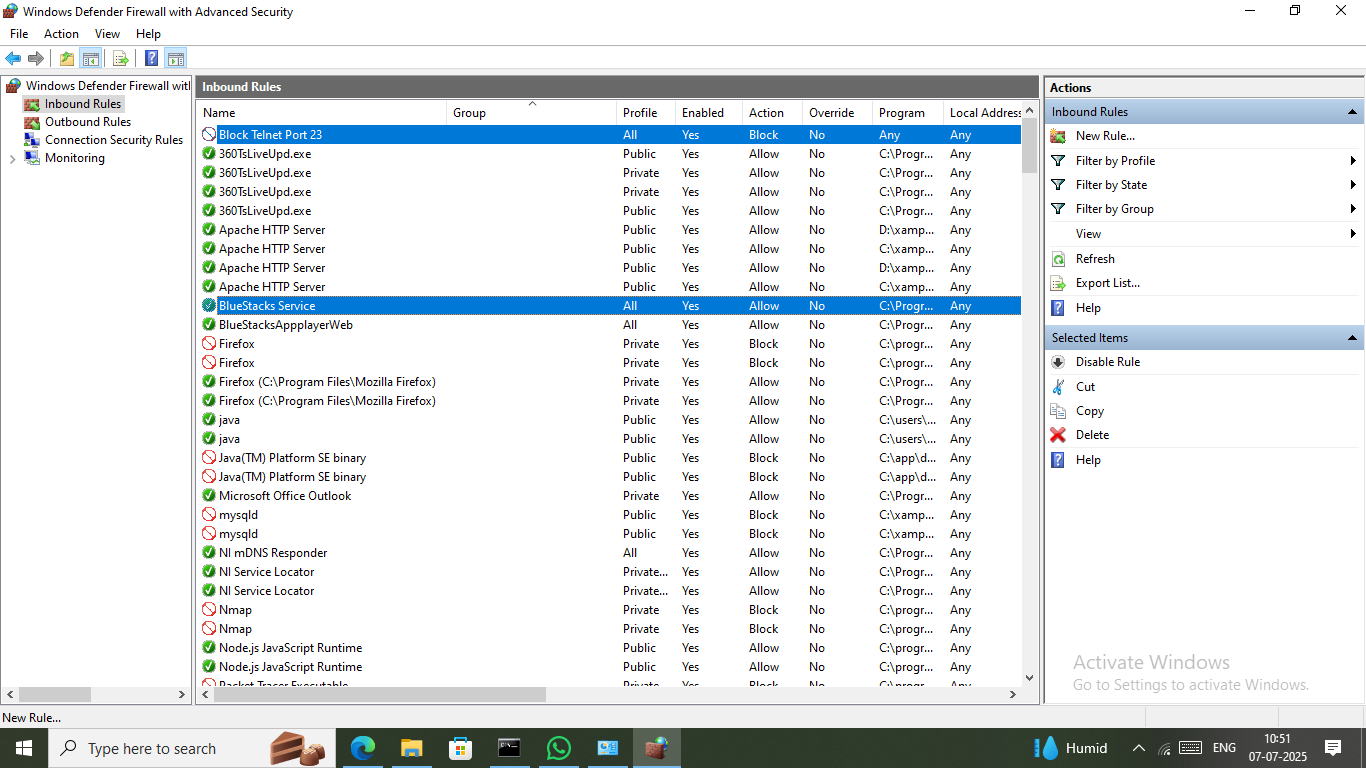 Windows Defender Firewall with Advanced Security
File Action View Help
Windows Defender Firewall witl
Inbound Rules
Outbound Rules
Connection Security Rules
Monitoring
Inbound Rules
Name Group Profile Enabled Action Override Program Local Address
Block Telnet Port 23 All Yes Block No Any Any
360TsLiveUpd.exe Public Yes Allow No C:\Progr... Any
360TsLiveUpd.exe Private Yes Allow No C:\Progr... Any
360TsLiveUpd.exe Private Yes Allow No C:\Progr... Any
360TsLiveUpd.exe Public Yes Allow No C:\Progr... Any
Apache HTTP Server Public Yes Allow No D:\xamp... Any
Apache HTTP Server Public Yes Allow No C:\xamp... Any
Apache HTTP Server Public Yes Allow No D:\xamp... Any
Apache HTTP Server Public Yes Allow No C:\xamp... Any
BlueStacks Service All Yes Allow No C:\Progr... Any
BlueStacksAppplayerWeb All Yes Allow No C:\Progr... Any
Firefox Private Yes Block No C:\progr... Any
Firefox Private Yes Block No C:\progr... Any
Firefox (C:\Program Files\Mozilla Firefox) Private Yes Allow No C:\Progr... Any
Firefox (C:\Program Files\Mozilla Firefox) Private Yes Allow No C:\Progr... Any
java Public Yes Allow No C:\users\... Any
java Public Yes Allow No C:\users\... Any
Java(TM) Platform SE binary Public Yes Block No C:\app\d... Any
Java(TM) Platform SE binary Public Yes Block No C:\app\d... Any
Microsoft Office Outlook Private Yes Allow No C:\Progr... Any
mysqld Public Yes Block No C:\xamp... Any
mysqld Public Yes Block No C:\xamp... Any
NI mDNS Responder All Yes Allow No C:\Progr... Any
NI Service Locator Private... Yes Allow No C:\Progr... Any
NI Service Locator Private... Yes Allow No C:\Progr... Any
Nmap Private Yes Block No C:\progr... Any
Nmap Private Yes Block No C:\progr... Any
Node.js JavaScript Runtime Public Yes Allow No C:\progr... Any
Node.js JavaScript Runtime Public Yes Allow No C:\progr... Any
Packet Tracer Executable Private Yes Block No C:\progr... Any
Actions
Inbound Rules
New Rule...
Filter by Profile
Filter by State
Filter by Group
View
Refresh
Export List...
Help
Selected Items
Disable Rule
Cut
Copy
Delete
Help
Activate Windows
Go to Settings to activate Windows.
New Rule...
Type here to search
Humid
ENG
10:51
07-07-2025